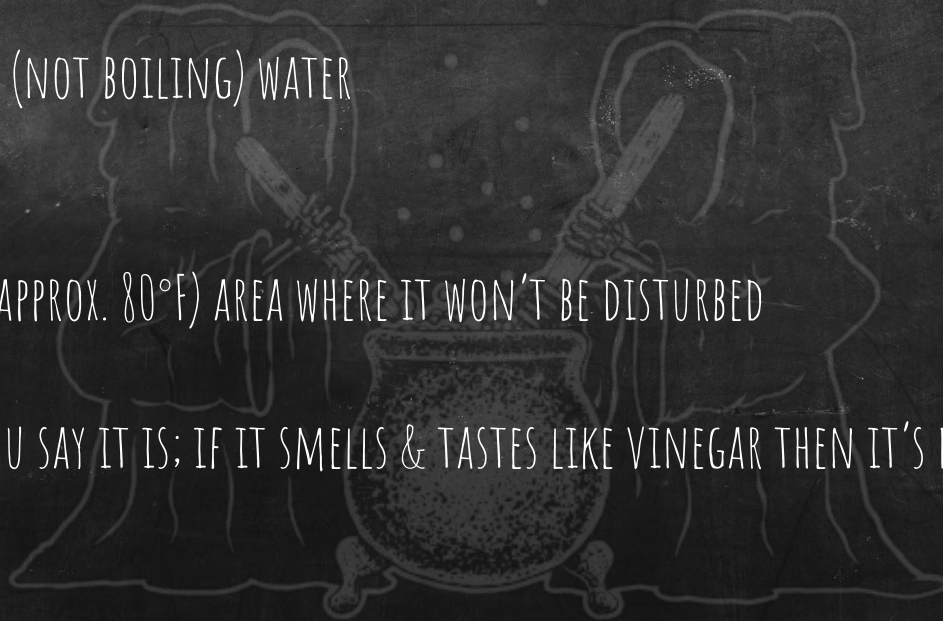 (NOT BOILING) WATER
APPROX. 80°F) AREA WHERE IT WON'T BE DISTURBED
U SAY IT IS; IF IT SMELLS & TASTES LIKE VINEGAR THEN IT'S